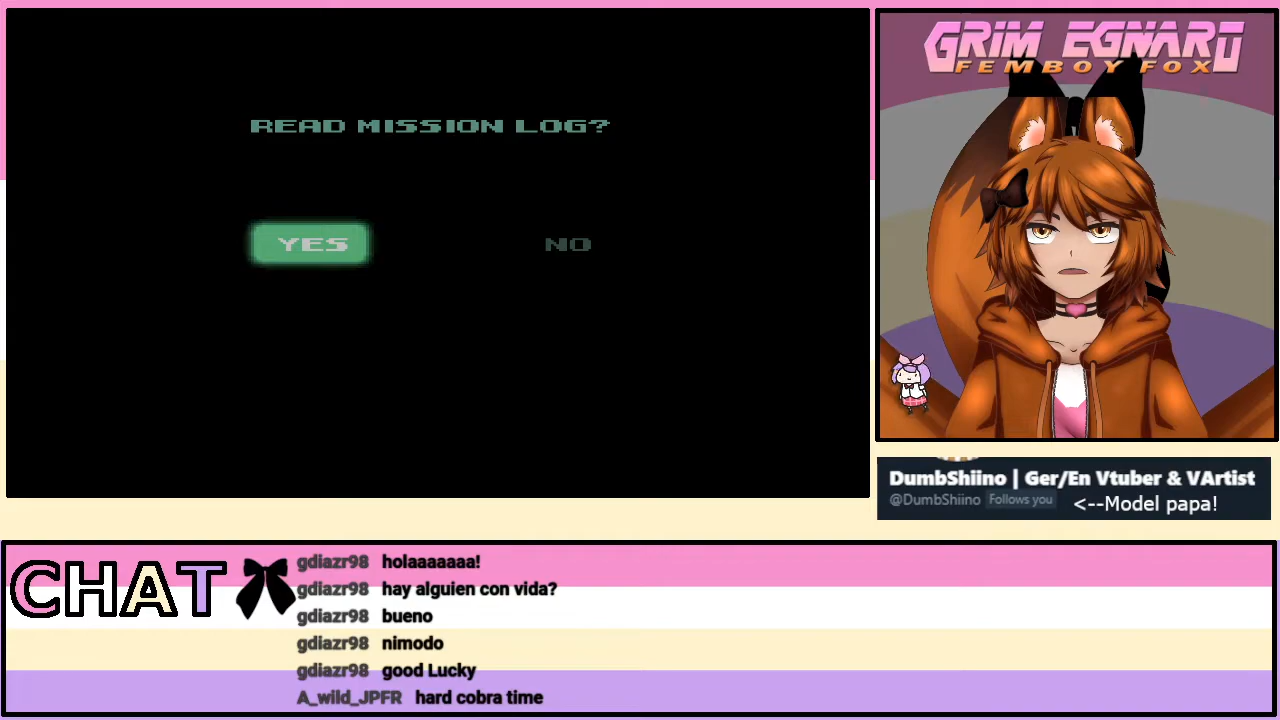 READ MISSION LOG?
YES
NO
GRIM EGNART
FEMBOY FOX
DumbShiino | Ger/En Vtuber & VArtist
@DumbShiino Follows you <--Model papa!
CHAT
gdiazr98 holaaaaaaa!
gdiazr98 hay alguien con vida?
gdiazr98 bueno
gdiazr98 nimodo
gdiazr98 good Lucky
A_wild_JPFR hard cobra time